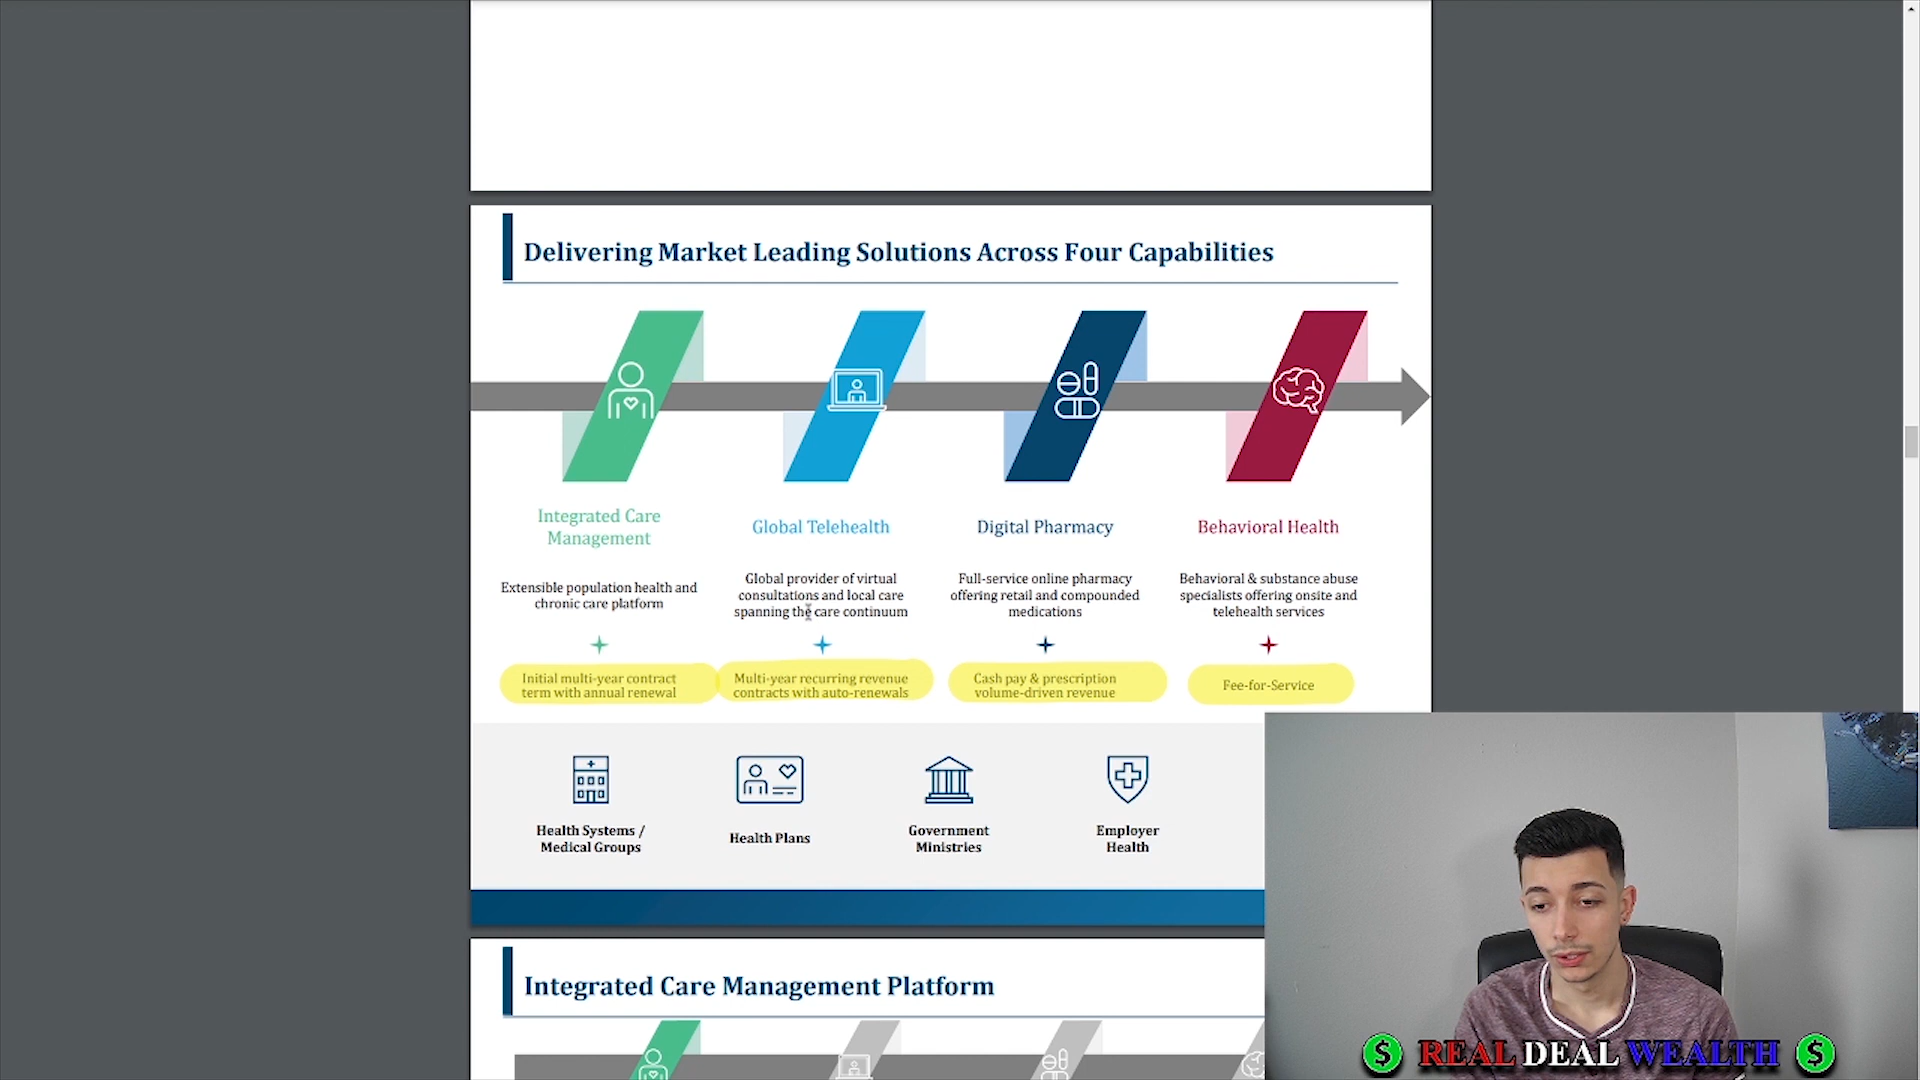 Delivering Market Leading Solutions Across Four Capabilities
Integrated Care
Management
Extensible population health and
chronic care platform
Initial multi-year contract
term with annual renewal
Global Telehealth
Global provider of virtual
consultations and local care
spanning the care continuum
Multi-year recurring revenue
contracts with auto-renewals
Digital Pharmacy
Full-service online pharmacy
offering retail and compounded
medications
Cash pay & prescription
volume-driven revenue
Behavioral Health
Behavioral & substance abuse
specialists offering onsite and
telehealth services
Fee-for-Service
Health Systems /
Medical Groups
Health Plans
Government
Ministries
Employer
Health
Integrated Care Management Platform
$ REAL DEAL WEALTH $